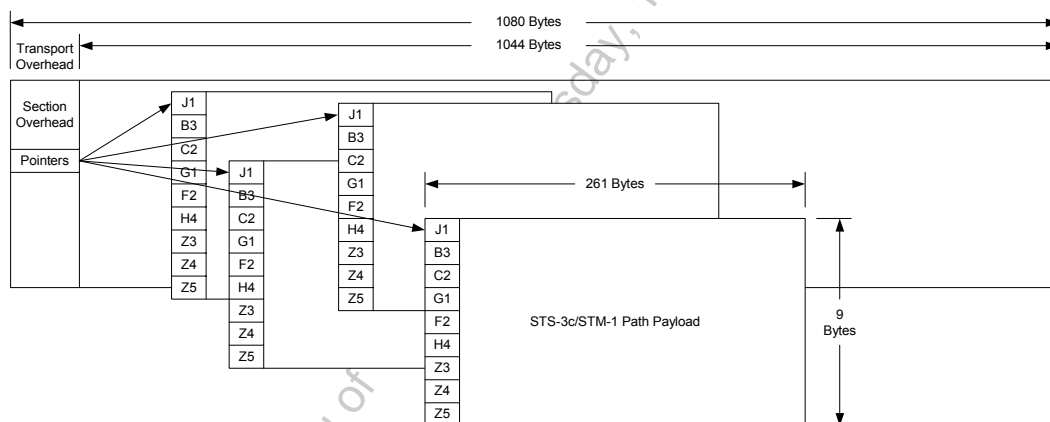 1080 Bytes
1044 Bytes
Transport
Overhead
Section
Overhead
Pointers
J1
B3
C2
G1
F2
H4
Z3
Z4
Z5
J1
B3
C2
G1
F2
H4
Z3
Z4
Z5
J1
B3
C2
G1
F2
H4
Z3
Z4
Z5
261 Bytes
J1
B3
C2
G1
F2
H4
Z3
Z4
Z5
STS-3c/STM-1 Path Payload
9
Bytes